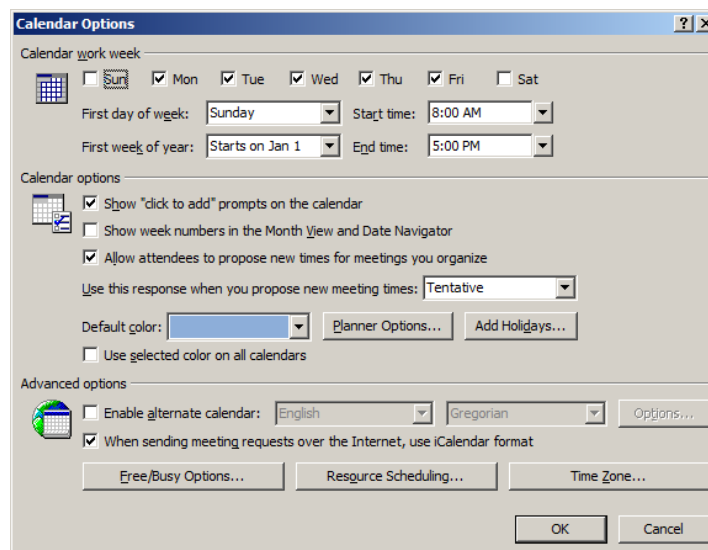 Calendar Options
Calendar work week
Sun Mon Tue Wed Thu Fri Sat
First day of week: Sunday Start time: 8:00 AM
First week of year: Starts on Jan 1 End time: 5:00 PM
Calendar options
Show "click to add" prompts on the calendar
Show week numbers in the Month View and Date Navigator
Allow attendees to propose new times for meetings you organize
Use this response when you propose new meeting times: Tentative
Default color: Planner Options... Add Holidays...
Use selected color on all calendars
Advanced options
Enable alternate calendar: English Gregorian Options...
When sending meeting requests over the Internet, use iCalendar format
Free/Busy Options... Resource Scheduling... Time Zone...
OK Cancel